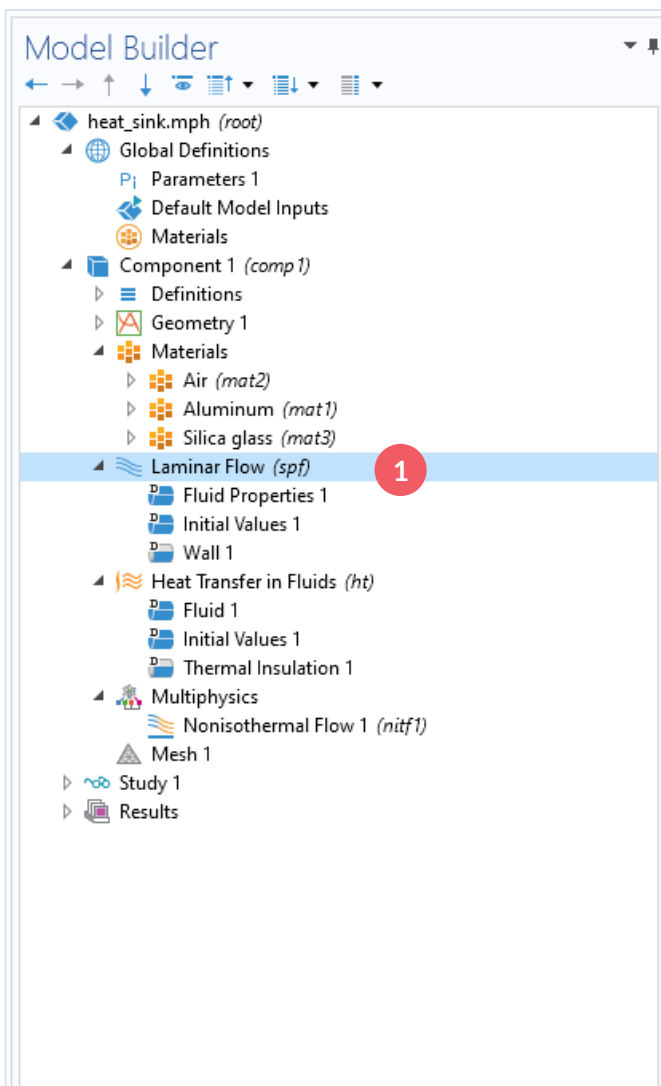 Model Builder
heat_sink.mph (root)
Global Definitions
Pi Parameters 1
Default Model Inputs
Materials
Component 1 (comp1)
Definitions
Geometry 1
Materials
Air (mat2)
Aluminum (mat1)
Silica glass (mat3)
Laminar Flow (spf) 1
D Fluid Properties 1
D Initial Values 1
D Wall 1
Heat Transfer in Fluids (ht)
D Fluid 1
D Initial Values 1
D Thermal Insulation 1
Multiphysics
Nonisothermal Flow 1 (nitf1)
Mesh 1
Study 1
Results